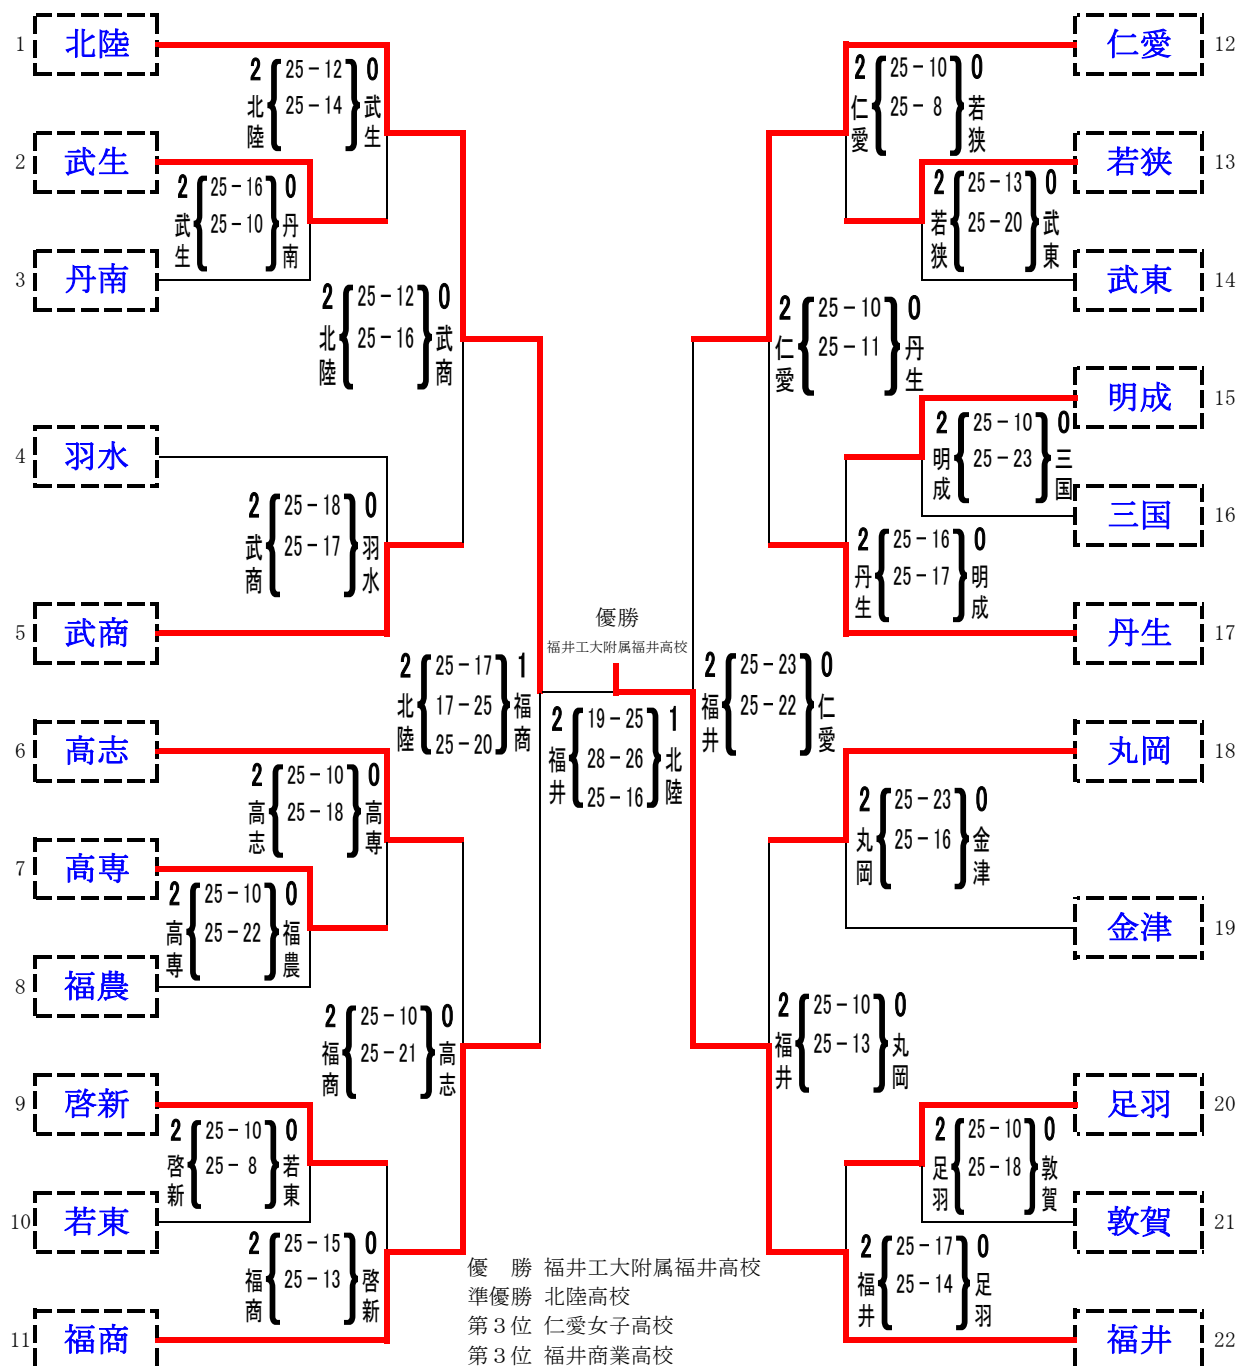 1 北陸
2 武生
3 丹南
4 羽水
5 武商
6 高志
7 高専
8 福農
9 啓新
10 若東
11 福商
2 北陸 25－12 25－14 0 武生
2 武生 25－16 25－10 0 丹南
2 北陸 25－12 25－16 0 武商
2 武商 25－18 25－17 0 羽水
2 北陸 25－17 17－25 25－20 1 福商
2 高志 25－10 25－18 0 高専
2 高専 25－10 25－22 0 福農
2 福商 25－10 25－21 0 高志
2 啓新 25－10 25－8 0 若東
2 福商 25－15 25－13 0 啓新
優勝
福井工大附属福井高校
2 福井 19－25 28－26 25－16 1 北陸
仁愛 12
若狭 13
武東 14
明成 15
三国 16
丹生 17
丸岡 18
金津 19
足羽 20
敦賀 21
福井 22
2 仁愛 25－10 25－8 0 若狭
2 若狭 25－13 25－20 0 武東
2 仁愛 25－10 25－11 0 丹生
2 明成 25－10 25－23 0 三国
2 丹生 25－16 25－17 0 明成
2 福井 25－23 25－22 0 仁愛
2 丸岡 25－23 25－16 0 金津
2 福井 25－10 25－13 0 丸岡
2 足羽 25－10 25－18 0 敦賀
2 福井 25－17 25－14 0 足羽
優　勝 福井工大附属福井高校
準優勝 北陸高校
第３位 仁愛女子高校
第３位 福井商業高校